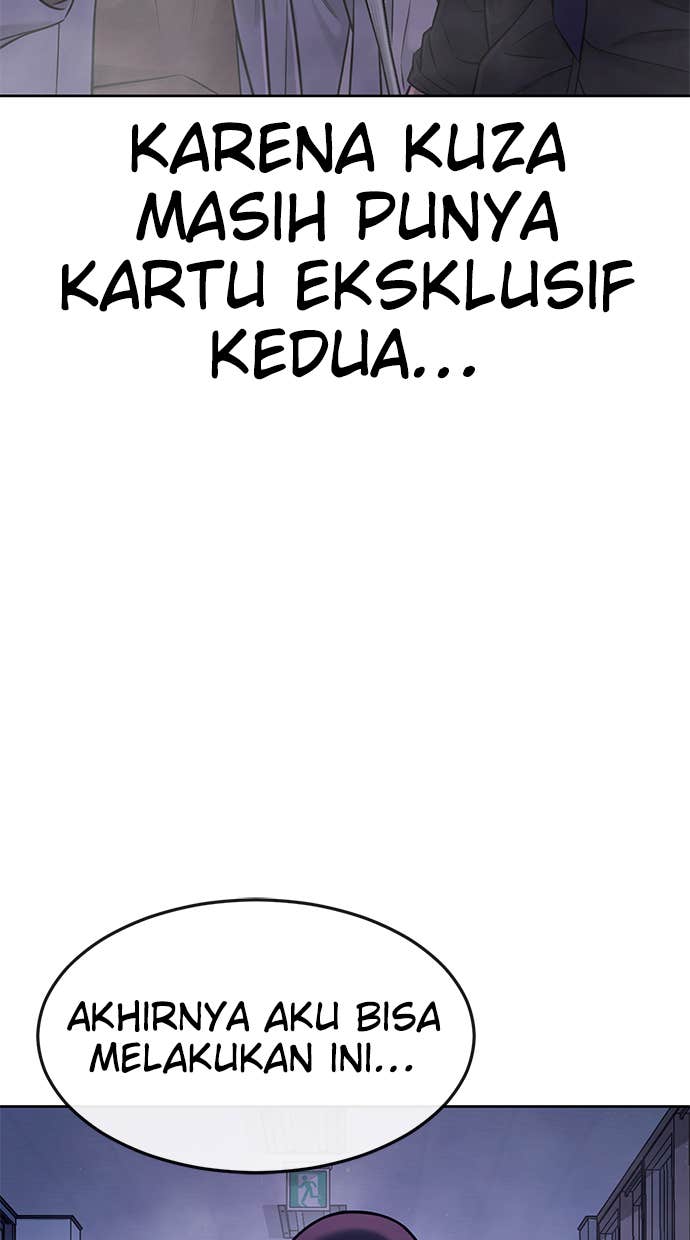 KARENA KUZA
MASIH PUNYA
KARTU EKSKLUSIF
KEDUA...
AKHIRNYA AKU BISA
MELAKUKAN INI...